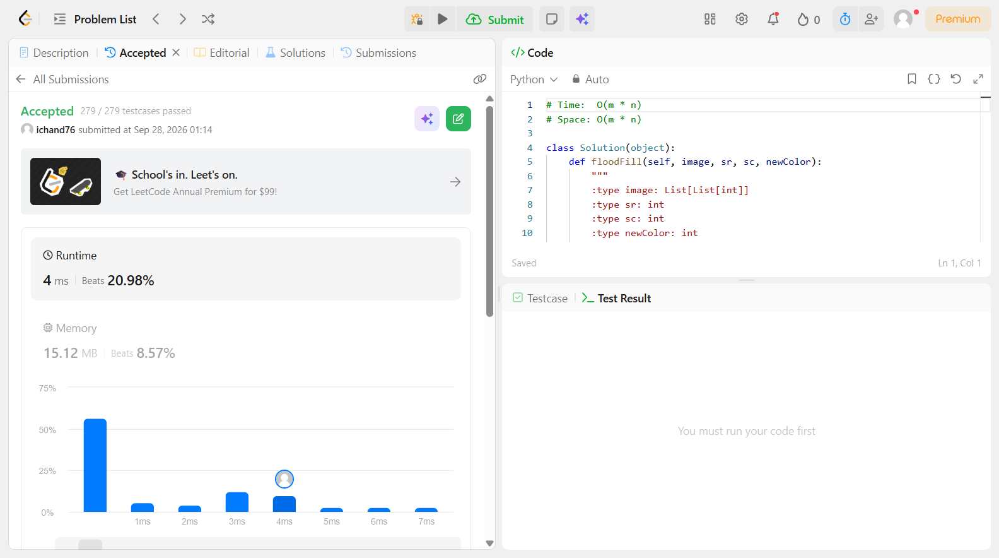 Problem List
Submit
0
Premium
Description
Accepted
Editorial
Solutions
Submissions
All Submissions
Accepted 279 / 279 testcases passed
ichand76 submitted at Sep 28, 2026 01:14
School's in. Leet's on.
Get LeetCode Annual Premium for $99!
Runtime
4 ms Beats 20.98%
Memory
15.12 MB Beats 8.57%
75%
50%
25%
0%
1ms 2ms 3ms 4ms 5ms 6ms 7ms
Code
Python Auto
1 # Time:  O(m * n)
2 # Space: O(m * n)
3
4 class Solution(object):
5     def floodFill(self, image, sr, sc, newColor):
6         """
7         :type image: List[List[int]]
8         :type sr: int
9         :type sc: int
10         :type newColor: int
Saved
Ln 1, Col 1
Testcase
Test Result
You must run your code first